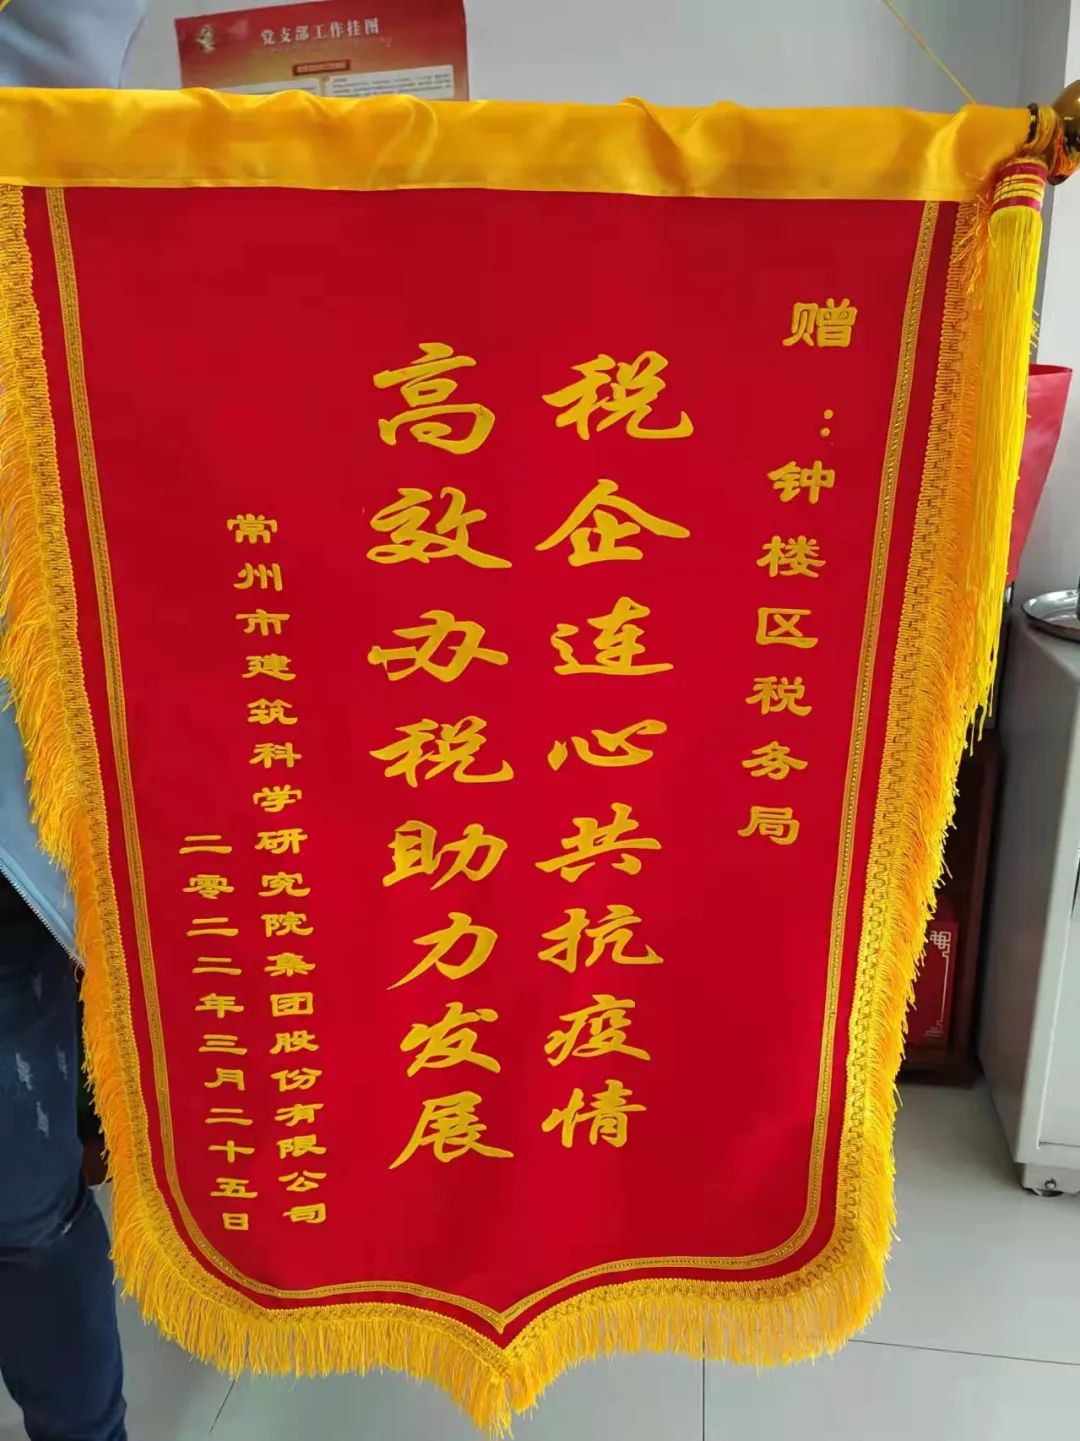 党支部工作挂图
赠：钟楼区税务局
税企连心共抗疫情
高效办税助力发展
常州市建筑科学研究院集团股份有限公司
二零二二年三月二十五日